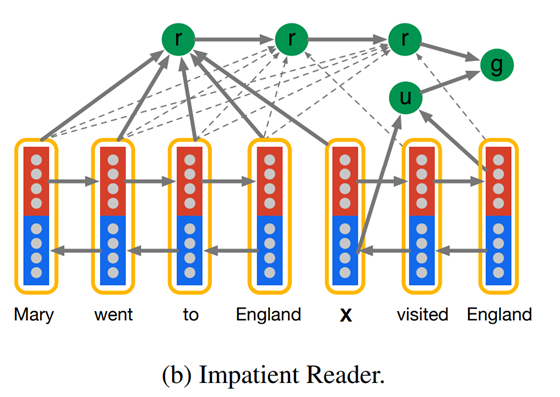 r r r
g
u
Mary went to England X visited England
(b) Impatient Reader.